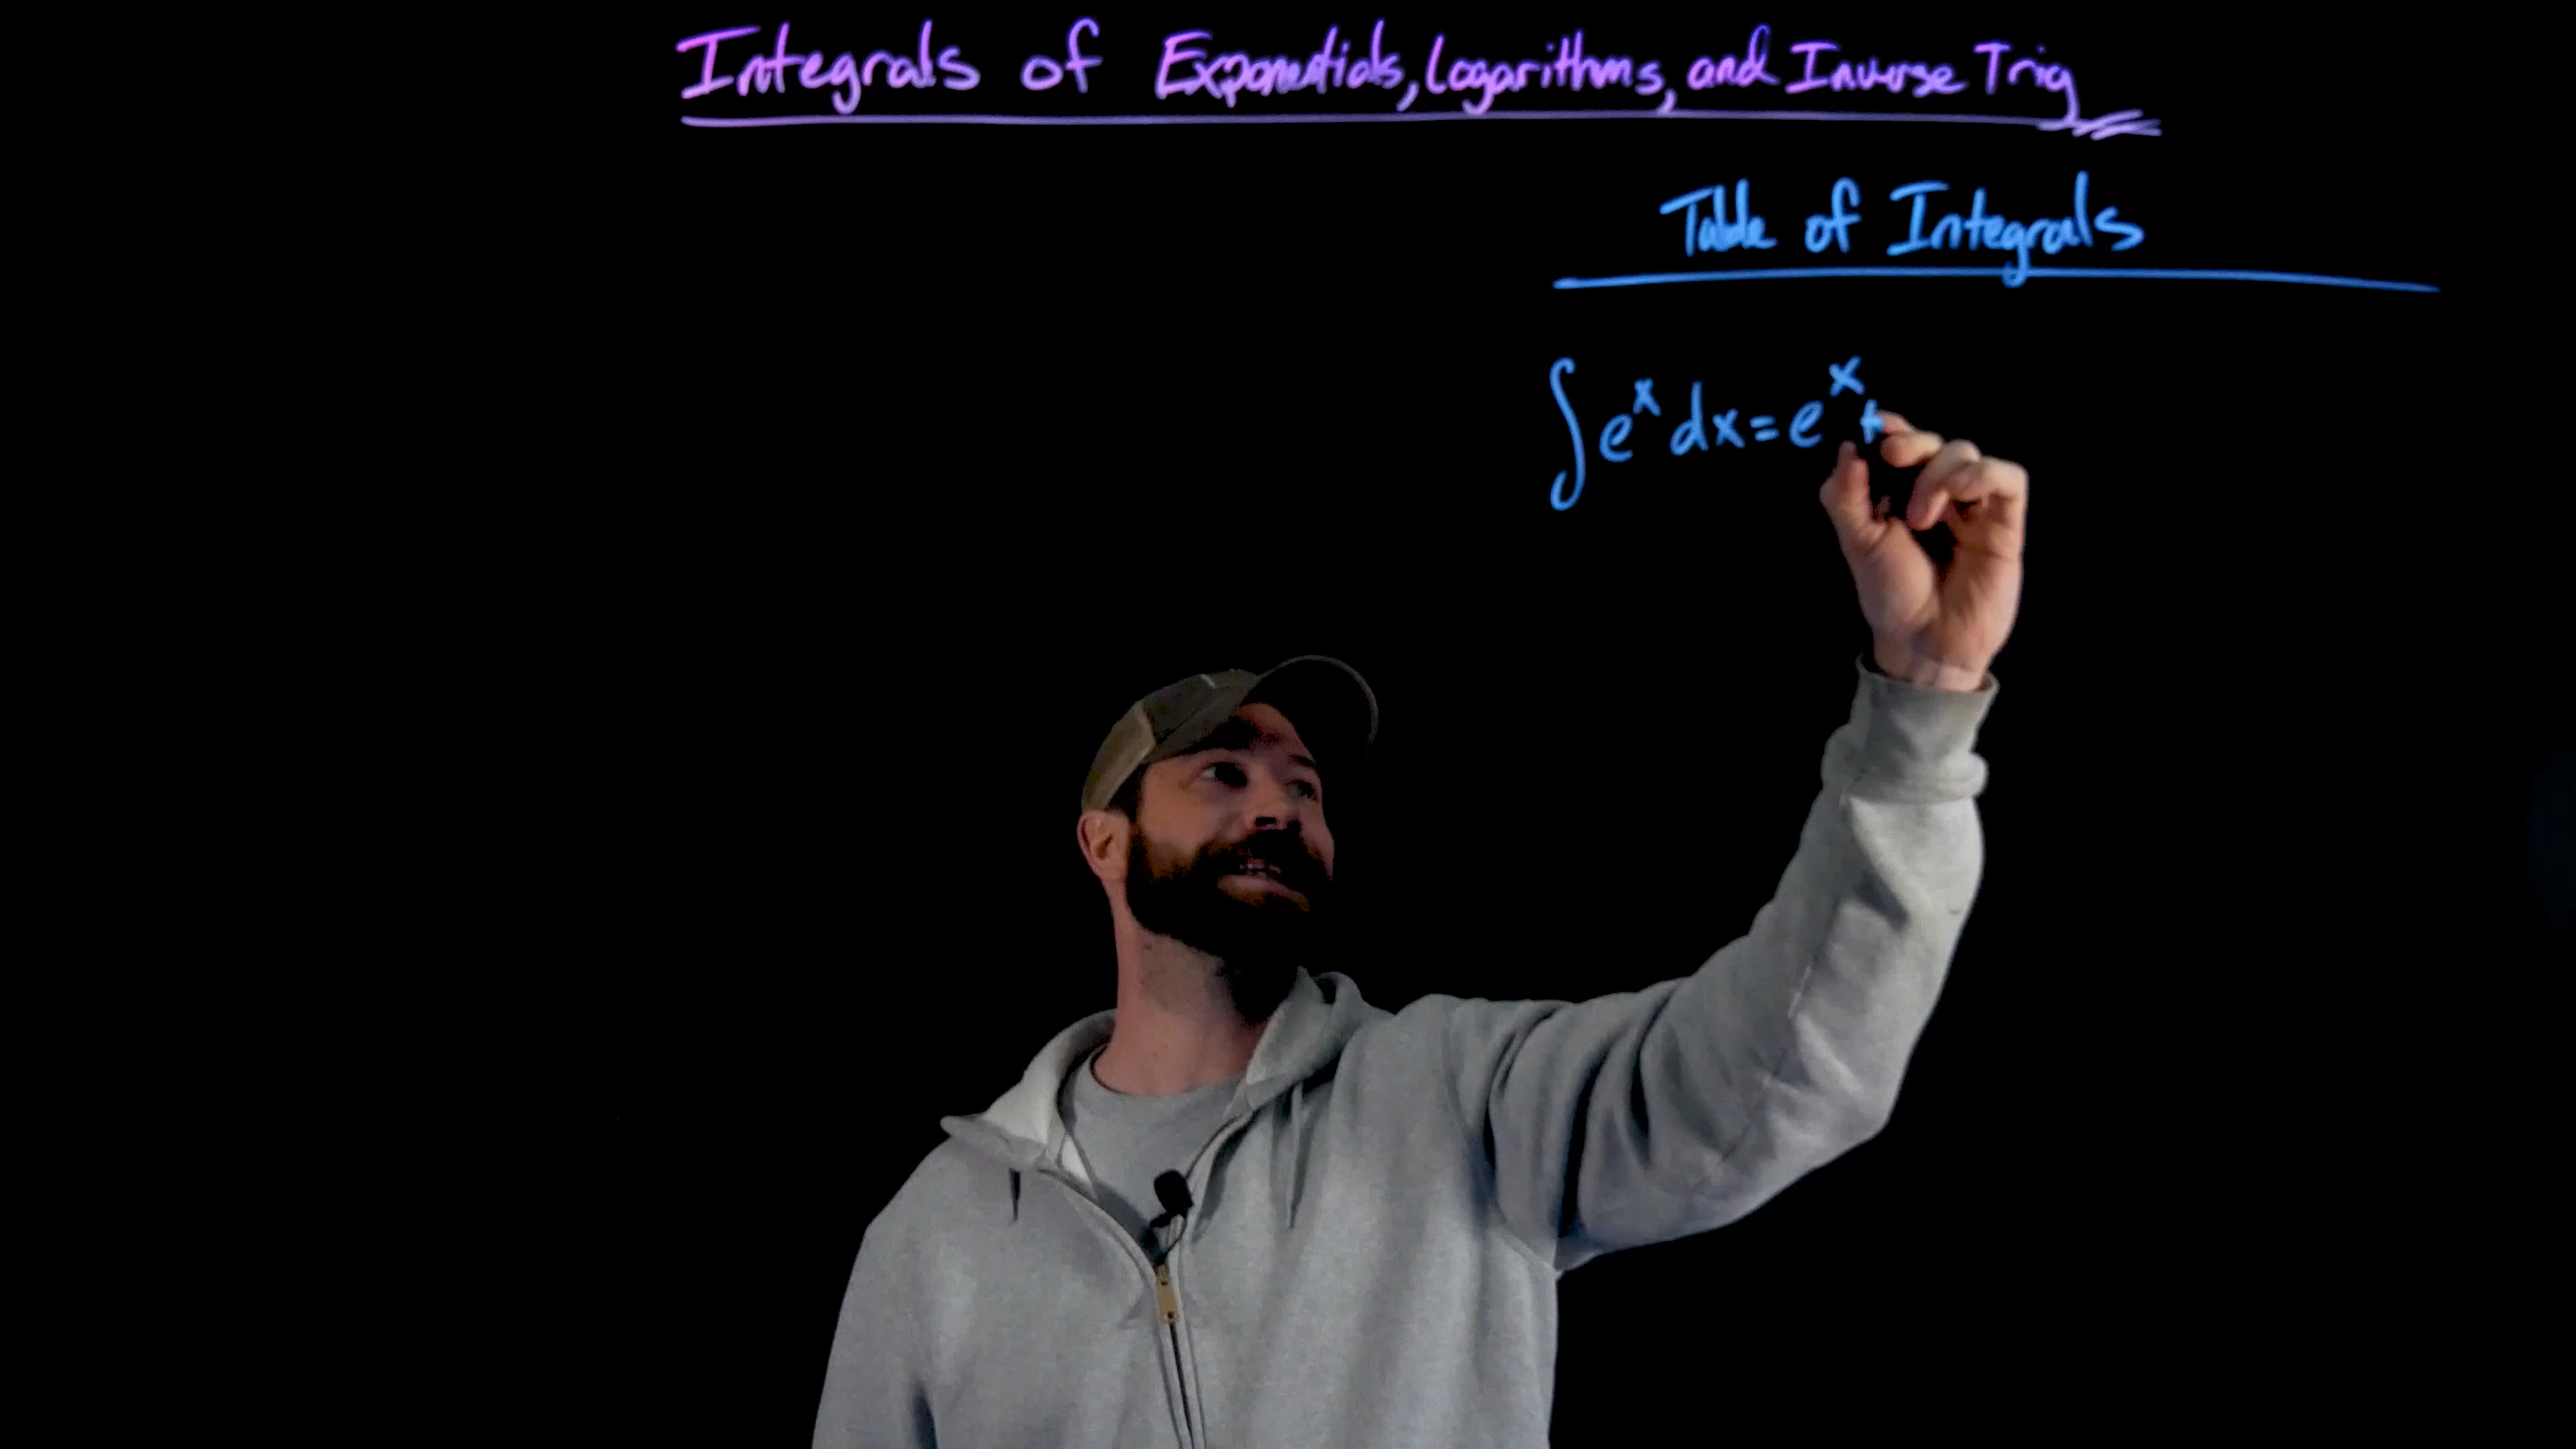 Integrals of Exponentials, Logarithms, and Inverse Trig
Table of Integrals
∫ e^x dx = e^x +